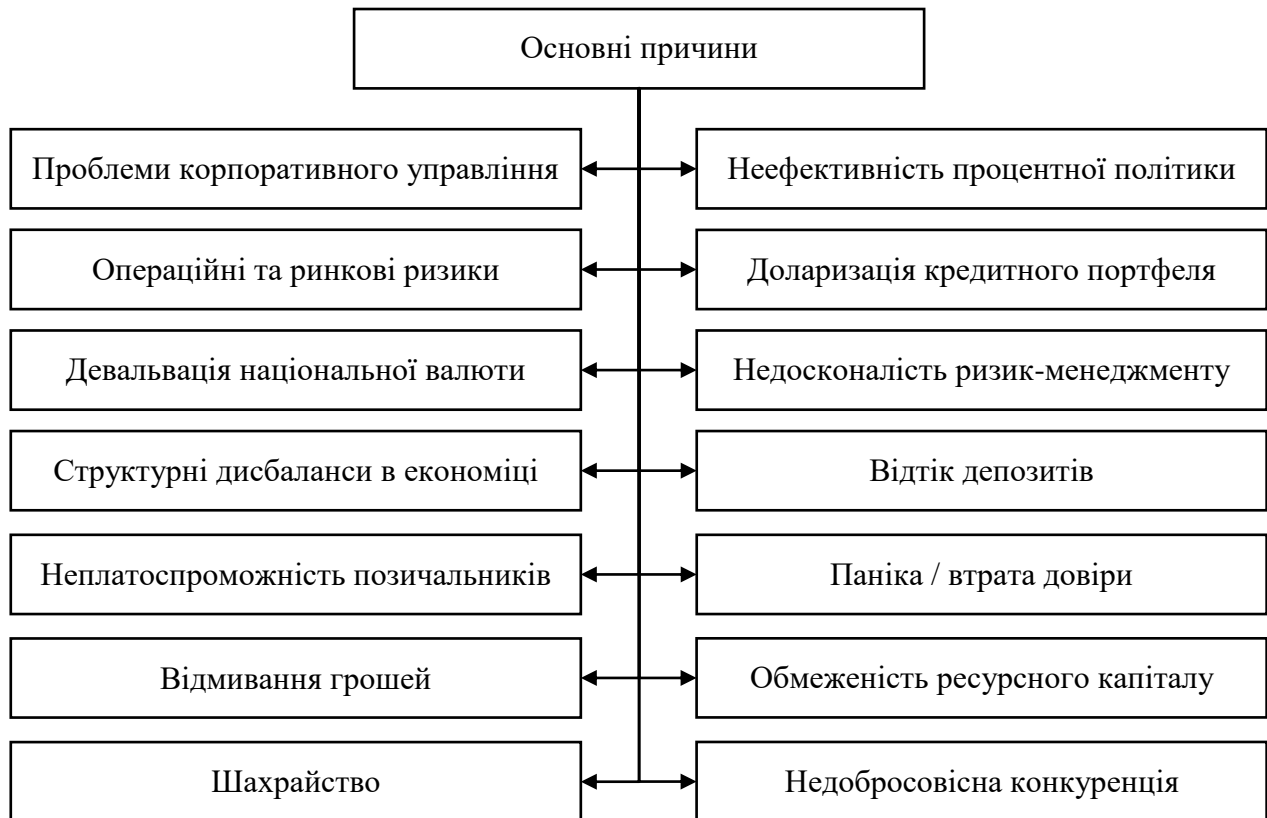 Основні причини
Проблеми корпоративного управління
Неефективність процентної політики
Операційні та ринкові ризики
Доларизація кредитного портфеля
Девальвація національної валюти
Недосконалість ризик-менеджменту
Структурні дисбаланси в економіці
Відтік депозитів
Неплатоспроможність позичальників
Паніка / втрата довіри
Відмивання грошей
Обмеженість ресурсного капіталу
Шахрайство
Недобросовісна конкуренція